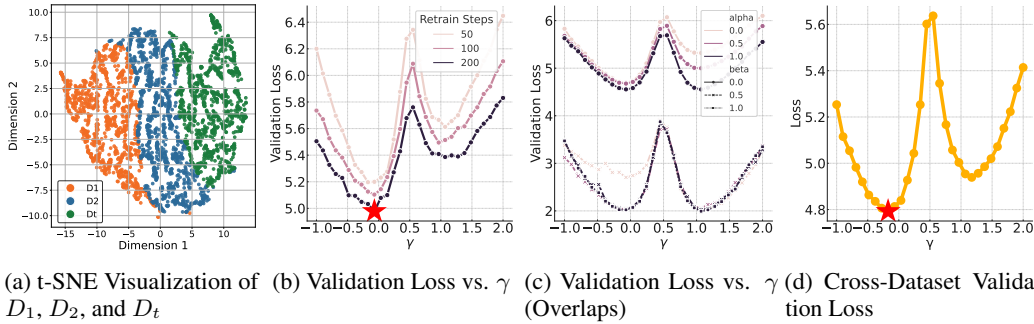 10.0
7.5
5.0
2.5
0.0
−2.5
−5.0
−7.5
−10.0
Dimension 2
D1
D2
Dt
−15 −10 −5 0 5 10
Dimension 1
6.4
6.2
6.0
5.8
5.6
5.4
5.2
5.0
Validation Loss
Retrain Steps
50
100
200
−1.0 −0.5 0.0 0.5 1.0 1.5 2.0
γ
6
5
4
3
2
Validation Loss
alpha
0.0
0.5
1.0
beta
0.0
0.5
1.0
−1.0 −0.5 0.0 0.5 1.0 1.5 2.0
γ
5.6
5.4
5.2
5.0
4.8
Loss
−1.0 −0.5 0.0 0.5 1.0 1.5 2.0
γ
(a) t-SNE Visualization of
D₁, D₂, and Dₜ
(b) Validation Loss vs. γ
(c) Validation Loss vs. γ
(Overlaps)
(d) Cross-Dataset Valida
tion Loss